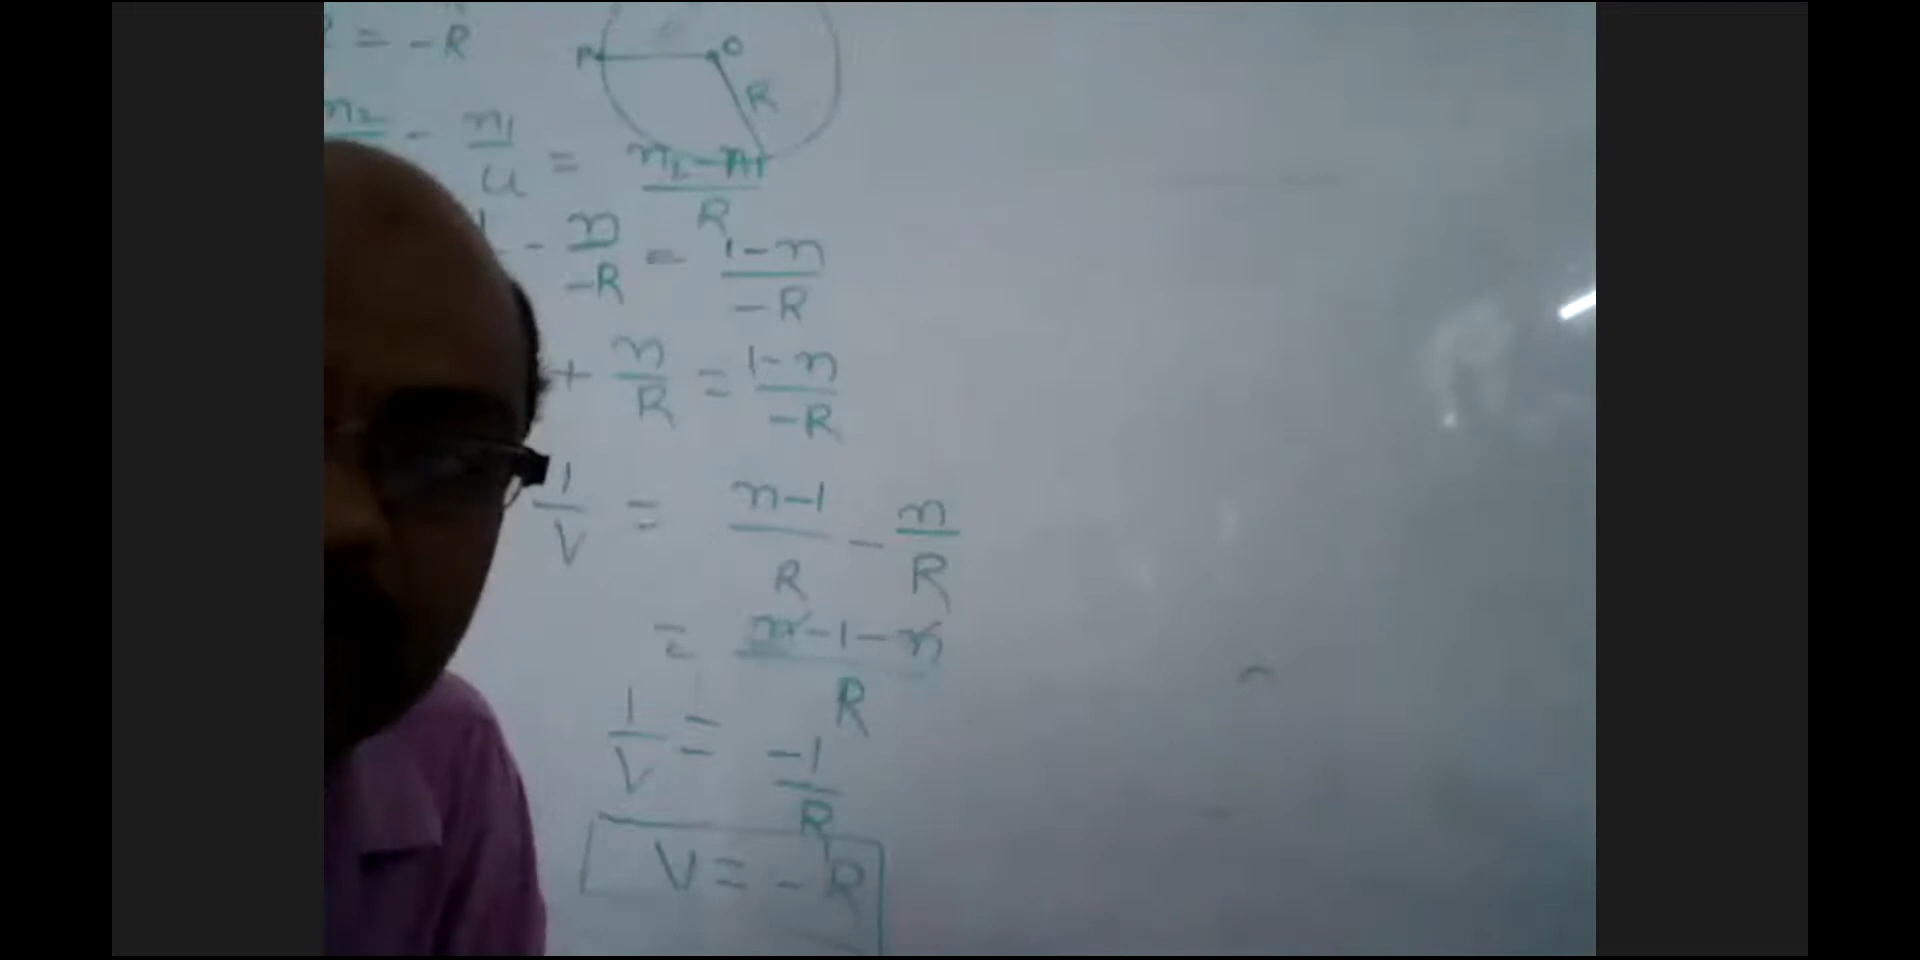 = -R
P O
R
n2 - n1/u = n2-n1/R
- n/-R = 1-n/-R
+ n/R = 1-n/-R
1/V = n-1/R - n/R
= n-1-n/R
1/V = -1/R
V = -R